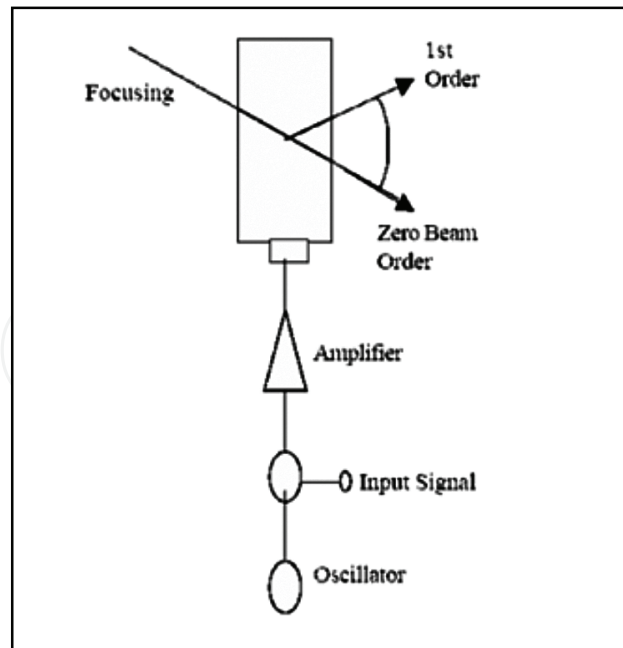 1st
Order
Focusing
Zero Beam
Order
Amplifier
Input Signal
Oscillator